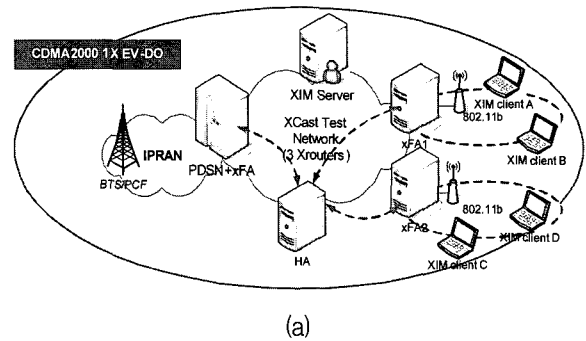 CDMA2000 1X EV-DO
XIM Server
XIM client A
802.11b
XCast Test
Network
(3 Xrouters)
xFA1
XIM client B
IPRAN
PDSN+xFA
BTS/PCF
802.11b
HA
xFA2
XIM client D
XIM client C
(a)